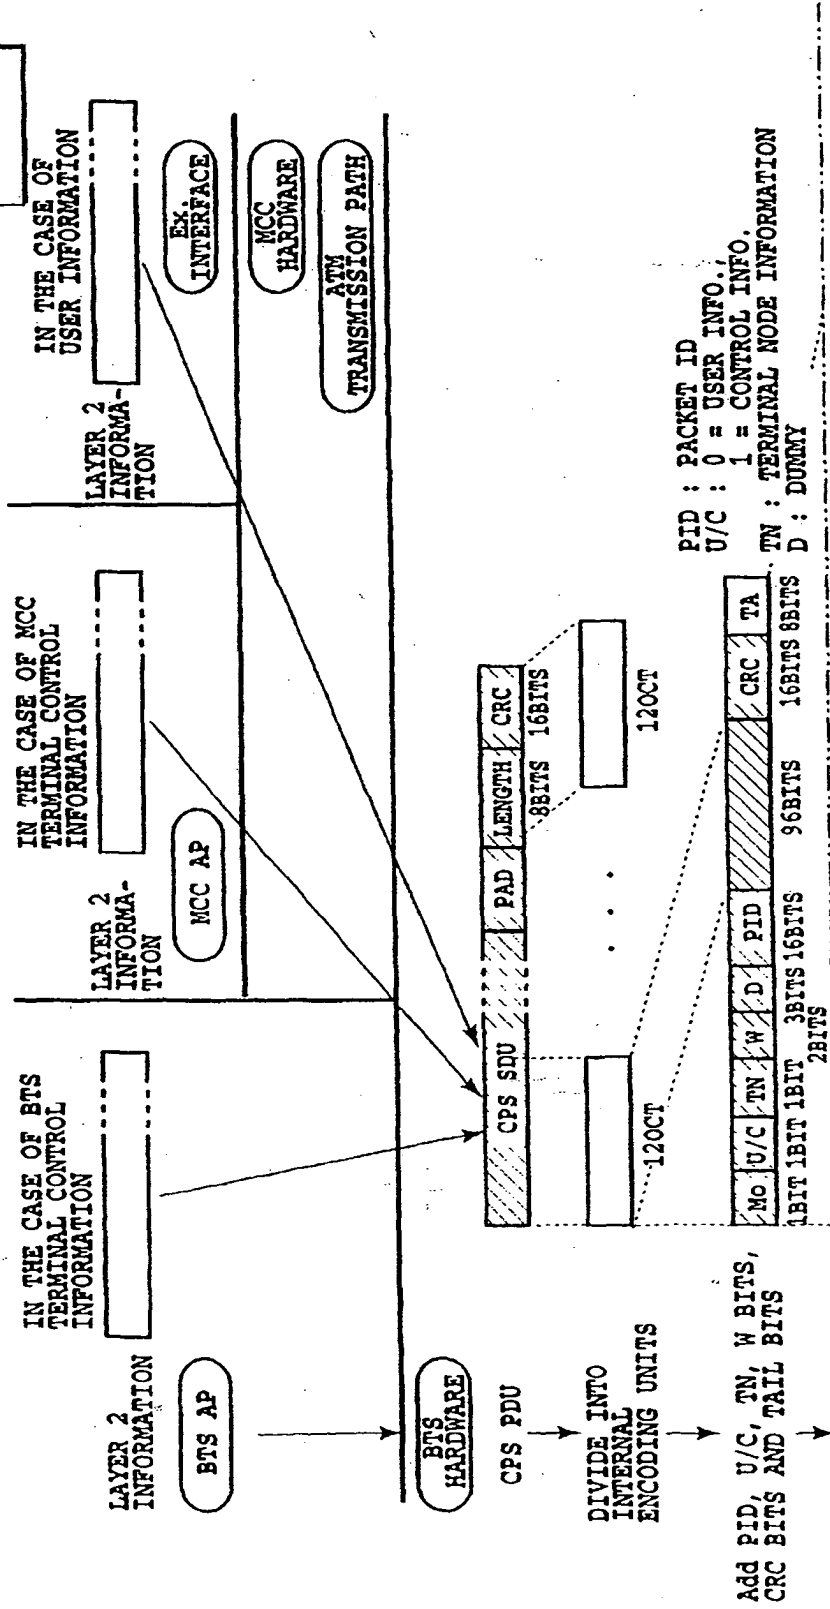 IN THE CASE OF BTS
TERMINAL CONTROL
INFORMATION
IN THE CASE OF MCC
TERMINAL CONTROL
INFORMATION
IN THE CASE OF
USER INFORMATION
LAYER 2
INFORMATION
LAYER 2
INFORMA-
TION
LAYER 2
INFORMA-
TION
BTS AP
MCC AP
EX.
INTERFACE
MCC
HARDWARE
ATM
TRANSMISSION PATH
BTS
HARDWARE
CPS PDU
CPS SDU
PAD
LENGTH
CRC
8BITS
16BITS
DIVIDE INTO
INTERNAL
ENCODING UNITS
12OCT
12OCT
PID : PACKET ID
U/C : 0 = USER INFO.,
1 = CONTROL INFO.
TN : TERMINAL NODE INFORMATION
D : DUMMY
Add PID, U/C, TN, W BITS,
CRC BITS AND TAIL BITS
Mo U/C TN W D PID CRC TA
1BIT 1BIT 1BIT 3BITS 16BITS 96BITS 16BITS 8BITS
2BITS